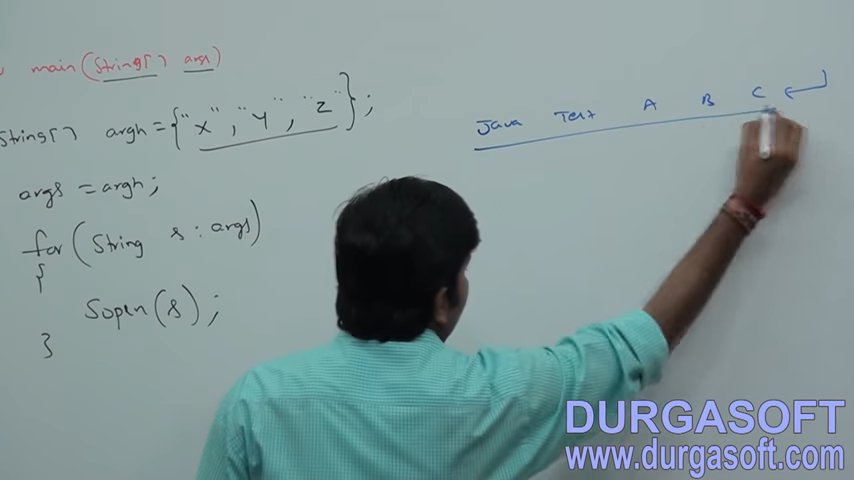 main(String[] args)
String[] argh = {"X", "Y", "Z"};
args = argh;
for(String s : args)
{
Sopln(s);
}
Java Test A B C
DURGASOFT
www.durgasoft.com